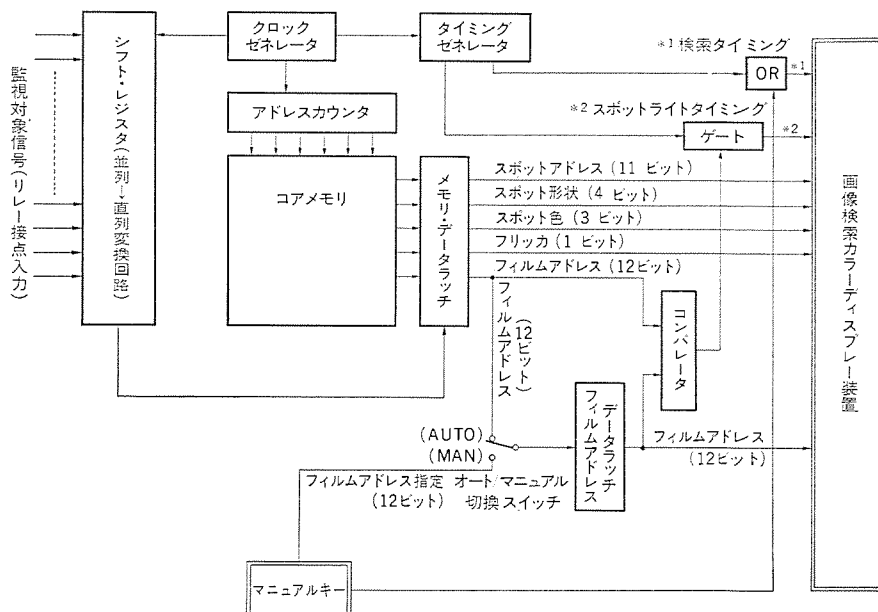 監視対象信号(リレー接点入力)
シフト・レジスタ(並列→直列変換回路)
クロック
ゼネレータ
タイミング
ゼネレータ
*1 検索タイミング
OR
*1
アドレスカウンタ
*2 スポットライトタイミング
ゲート
*2
コアメモリ
メモリ・データラッチ
スポットアドレス (11 ビット)
スポット形状 (4 ビット)
スポット色 (3 ビット)
フリッカ (1 ビット)
フィルムアドレス (12ビット)
フィルムアドレス
(12ビット)
コンパレータ
画像検索カラーディスプレー装置
(AUTO)
(MAN)
フィルムアドレス
データラッチ
フィルムアドレス
(12ビット)
フィルムアドレス指定
(12ビット)
オート/マニュアル
切換スイッチ
マニュアルキー